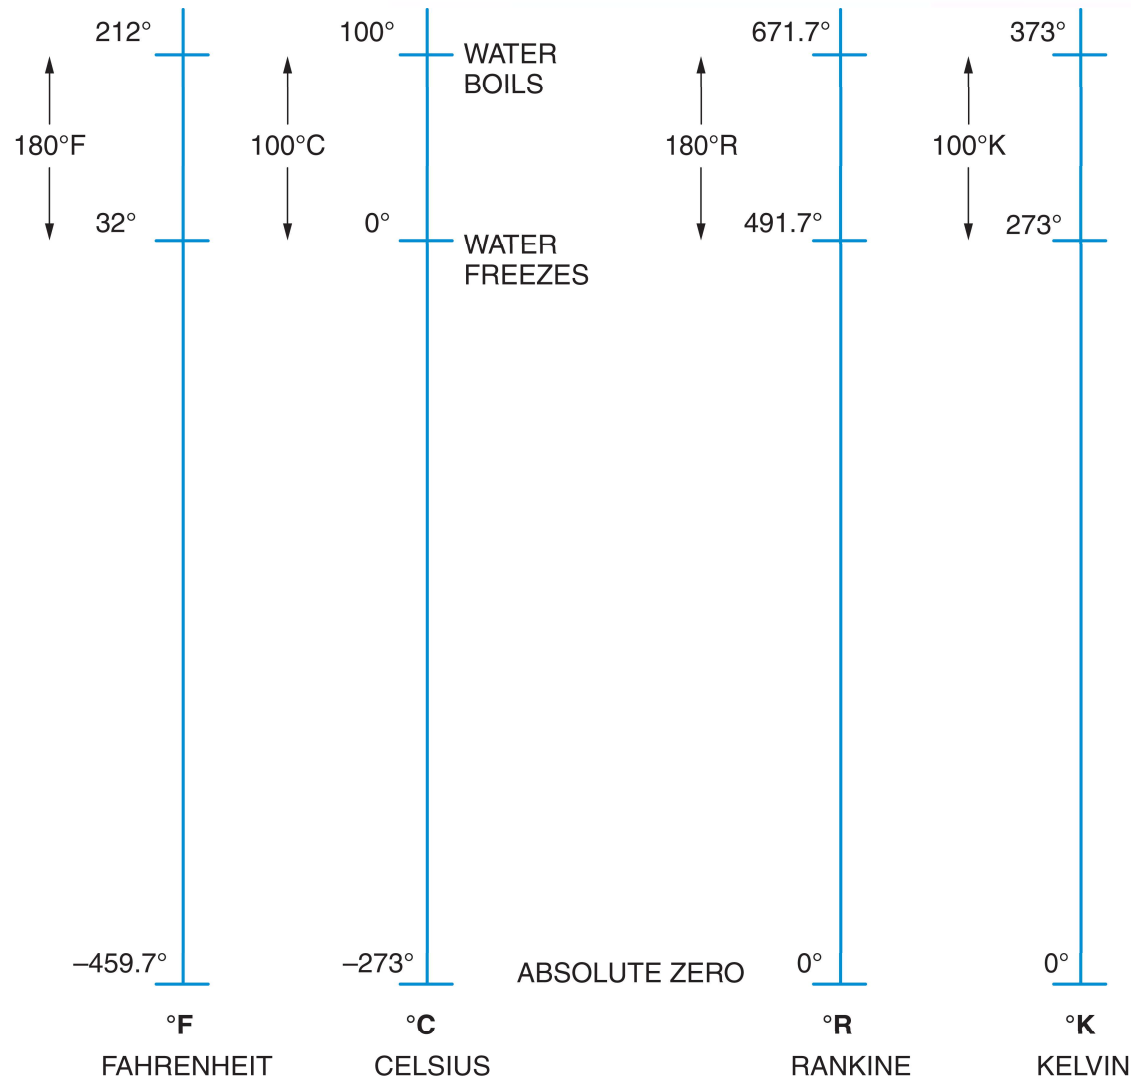 212°
100°
WATER
BOILS
671.7°
373°
180°F
100°C
180°R
100°K
32°
0°
WATER
FREEZES
491.7°
273°
–459.7°
–273°
ABSOLUTE ZERO
0°
0°
°F
°C
°R
°K
FAHRENHEIT
CELSIUS
RANKINE
KELVIN